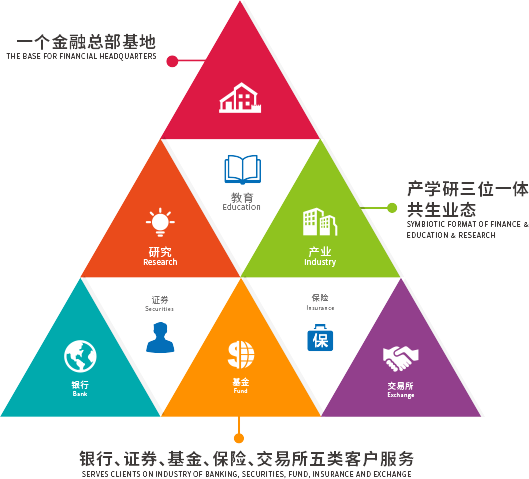 一个金融总部基地
THE BASE FOR FINANCIAL HEADQUARTERS
产学研三位一体
共生业态
SYMBIOTIC FORMAT OF FINANCE &
EDUCATION & RESEARCH
教育
Education
研究
Research
产业
Industry
证券
Securities
保险
Insurance
保
银行
Bank
基金
Fund
交易所
Exchange
银行、证券、基金、保险、交易所五类客户服务
SERVES CLIENTS ON INDUSTRY OF BANKING, SECURITIES, FUND, INSURANCE AND EXCHANGE